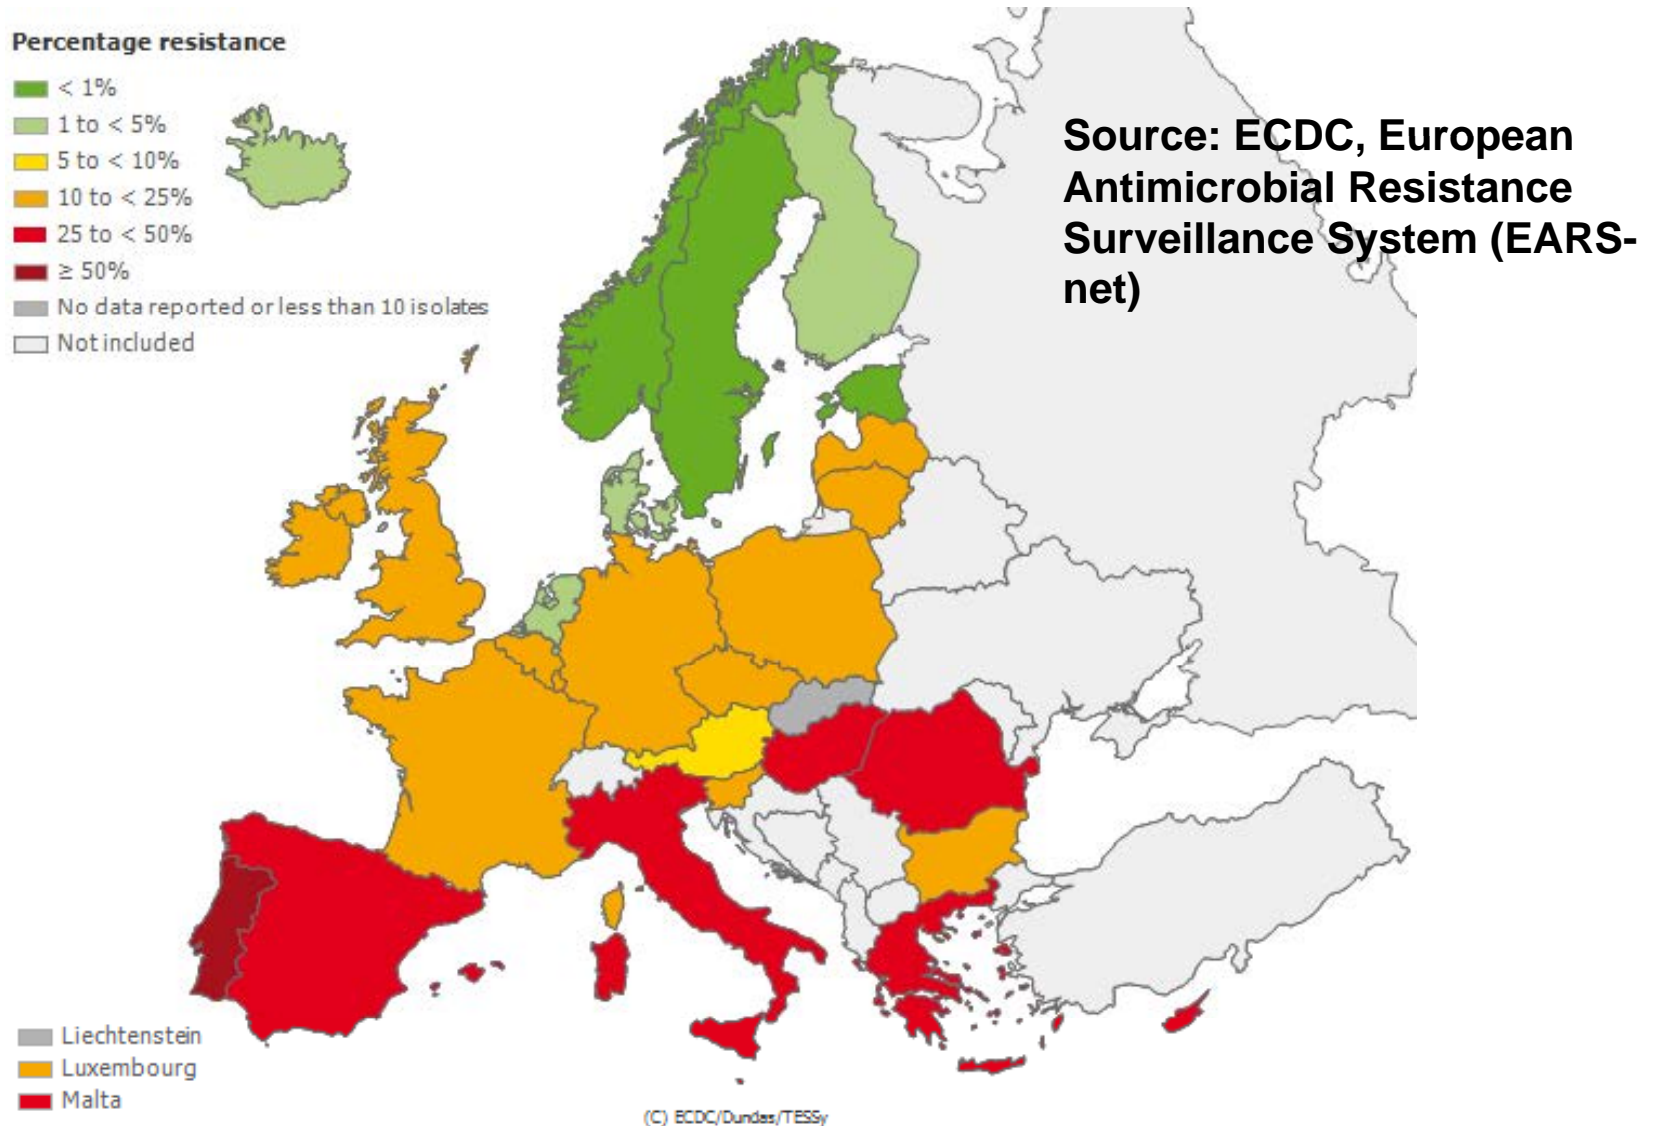 Percentage resistance
< 1%
1 to < 5%
5 to < 10%
10 to < 25%
25 to < 50%
≥ 50%
No data reported or less than 10 isolates
Not included
Source: ECDC, European
Antimicrobial Resistance
Surveillance System (EARS-
net)
Liechtenstein
Luxembourg
Malta
(C) ECDC/Dundas/TESSy